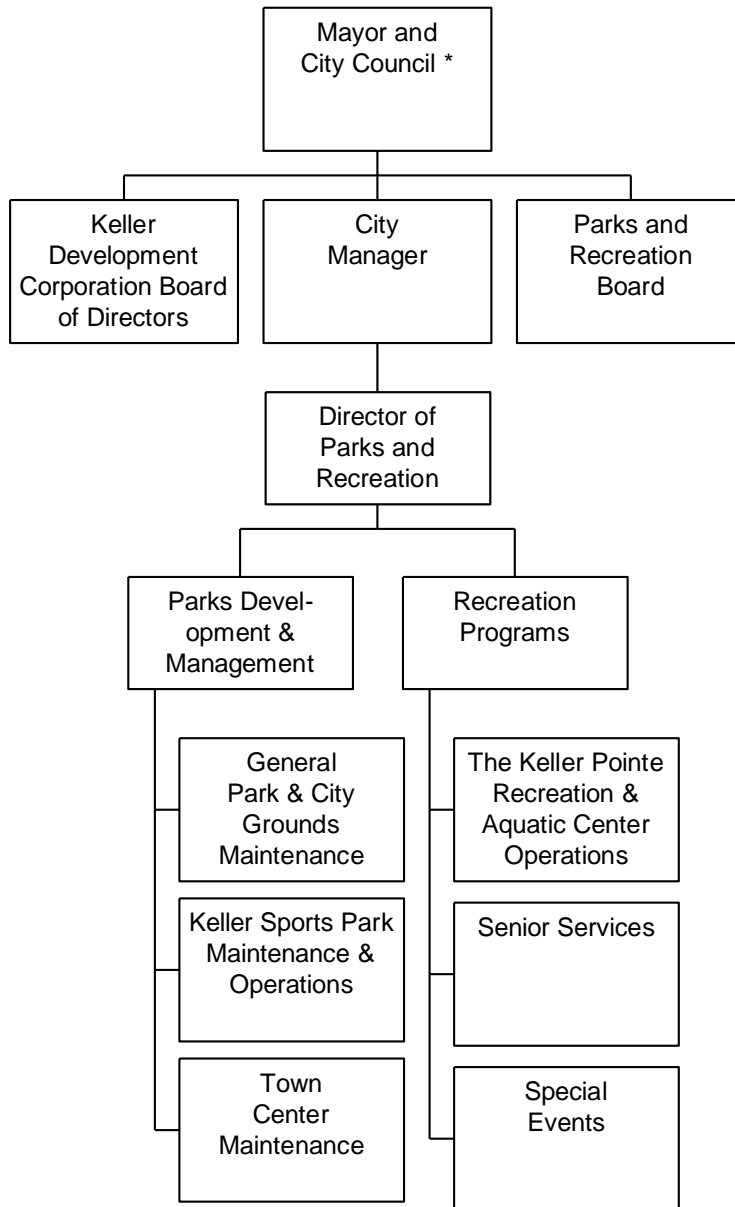 Mayor and
City Council *
Keller
Development
Corporation Board
of Directors
City
Manager
Parks and
Recreation
Board
Director of
Parks and
Recreation
Parks Devel-
opment &
Management
Recreation
Programs
General
Park & City
Grounds
Maintenance
The Keller Pointe
Recreation &
Aquatic Center
Operations
Keller Sports Park
Maintenance &
Operations
Senior Services
Town
Center
Maintenance
Special
Events